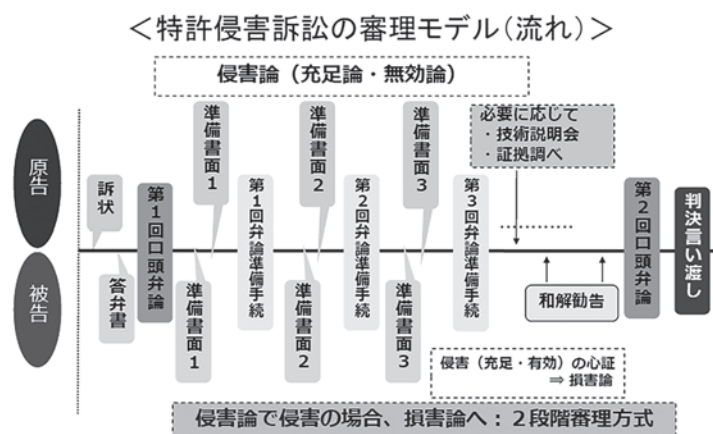 ＜特許侵害訴訟の審理モデル（流れ）＞
侵害論（充足論・無効論）
原告
被告
訴状
答弁書
第1回口頭弁論
準備書面1
準備書面1
第1回弁論準備手続
準備書面2
準備書面2
第2回弁論準備手続
準備書面3
準備書面3
第3回弁論準備手続
必要に応じて
・技術説明会
・証拠調べ
和解勧告
第2回口頭弁論
判決言い渡し
侵害（充足・有効）の心証
⇒ 損害論
侵害論で侵害の場合、損害論へ：２段階審理方式